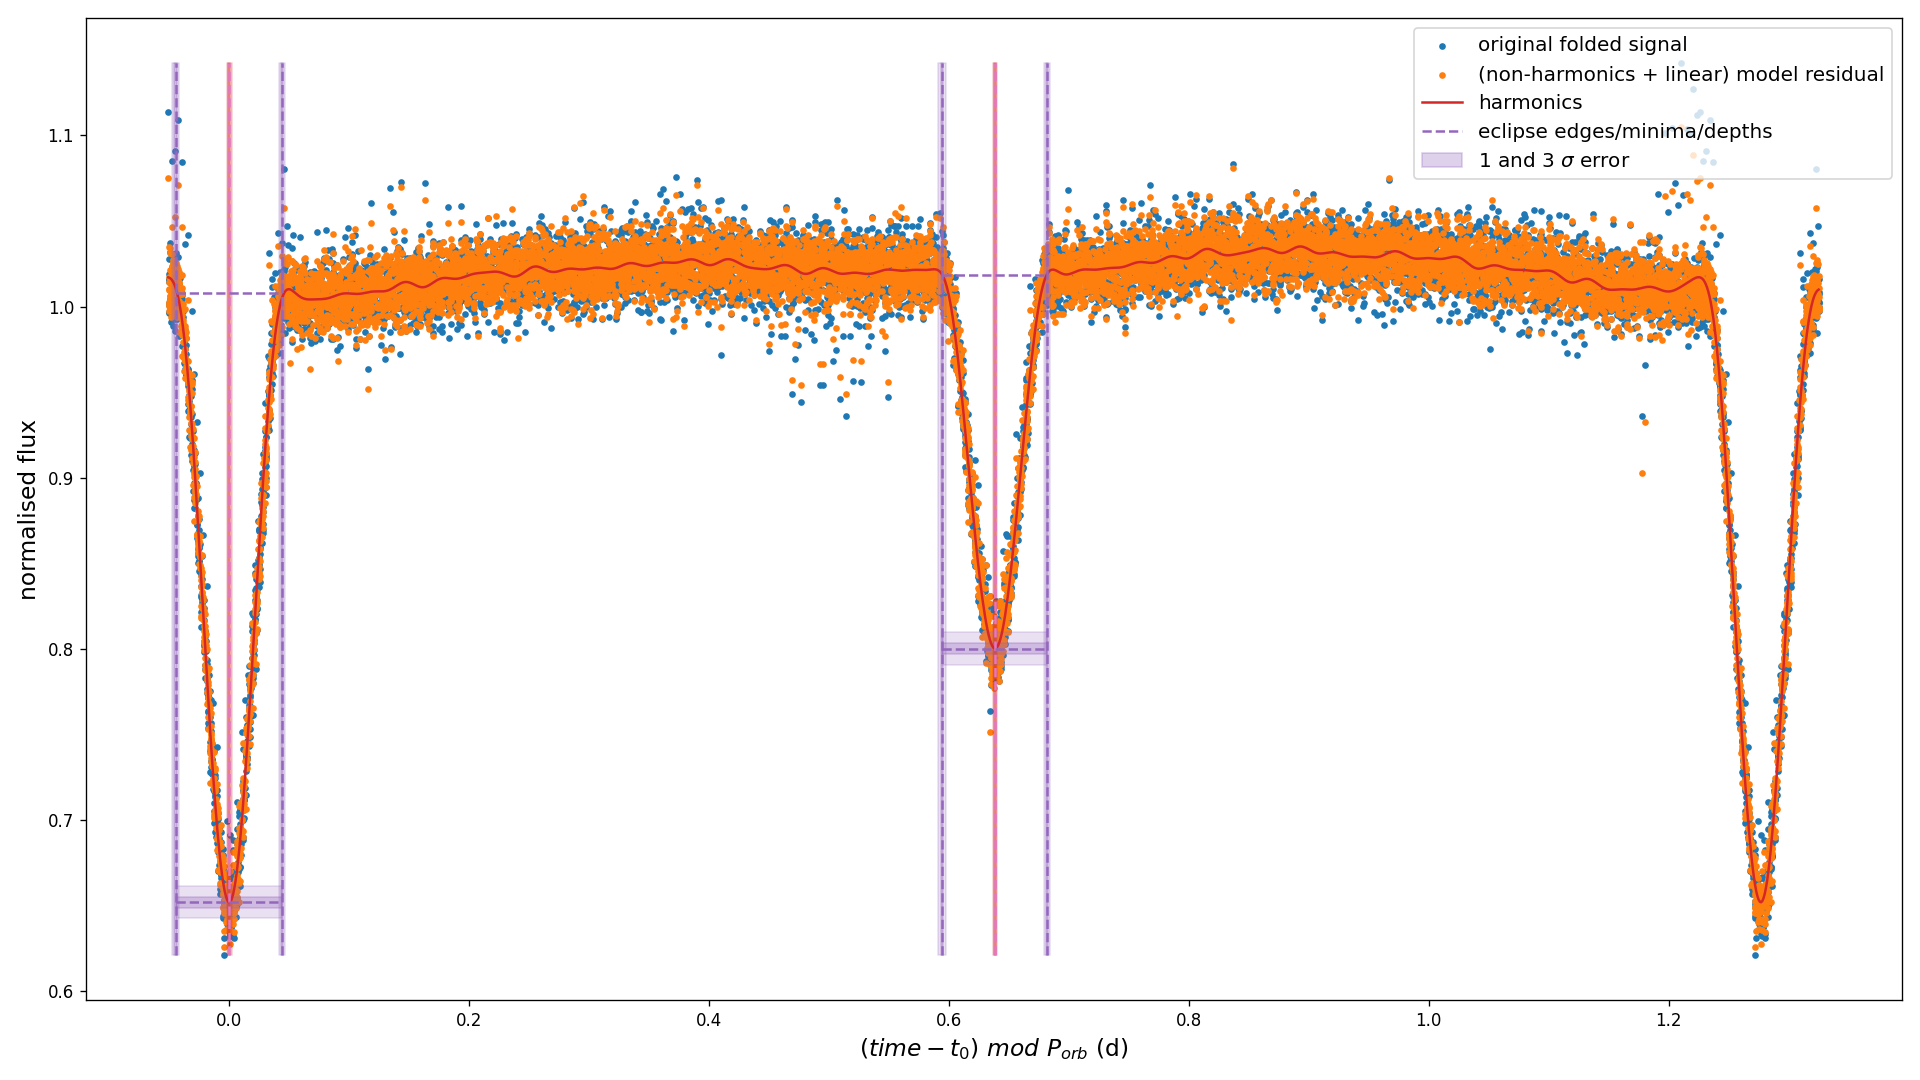 original folded signal
(non-harmonics + linear) model residual
harmonics
eclipse edges/minima/depths
1 and 3 σ error
normalised flux
1.1
1.0
0.9
0.8
0.7
0.6
0.0 0.2 0.4 0.6 0.8 1.0 1.2
(time − t₀) mod Pₒᵣb (d)